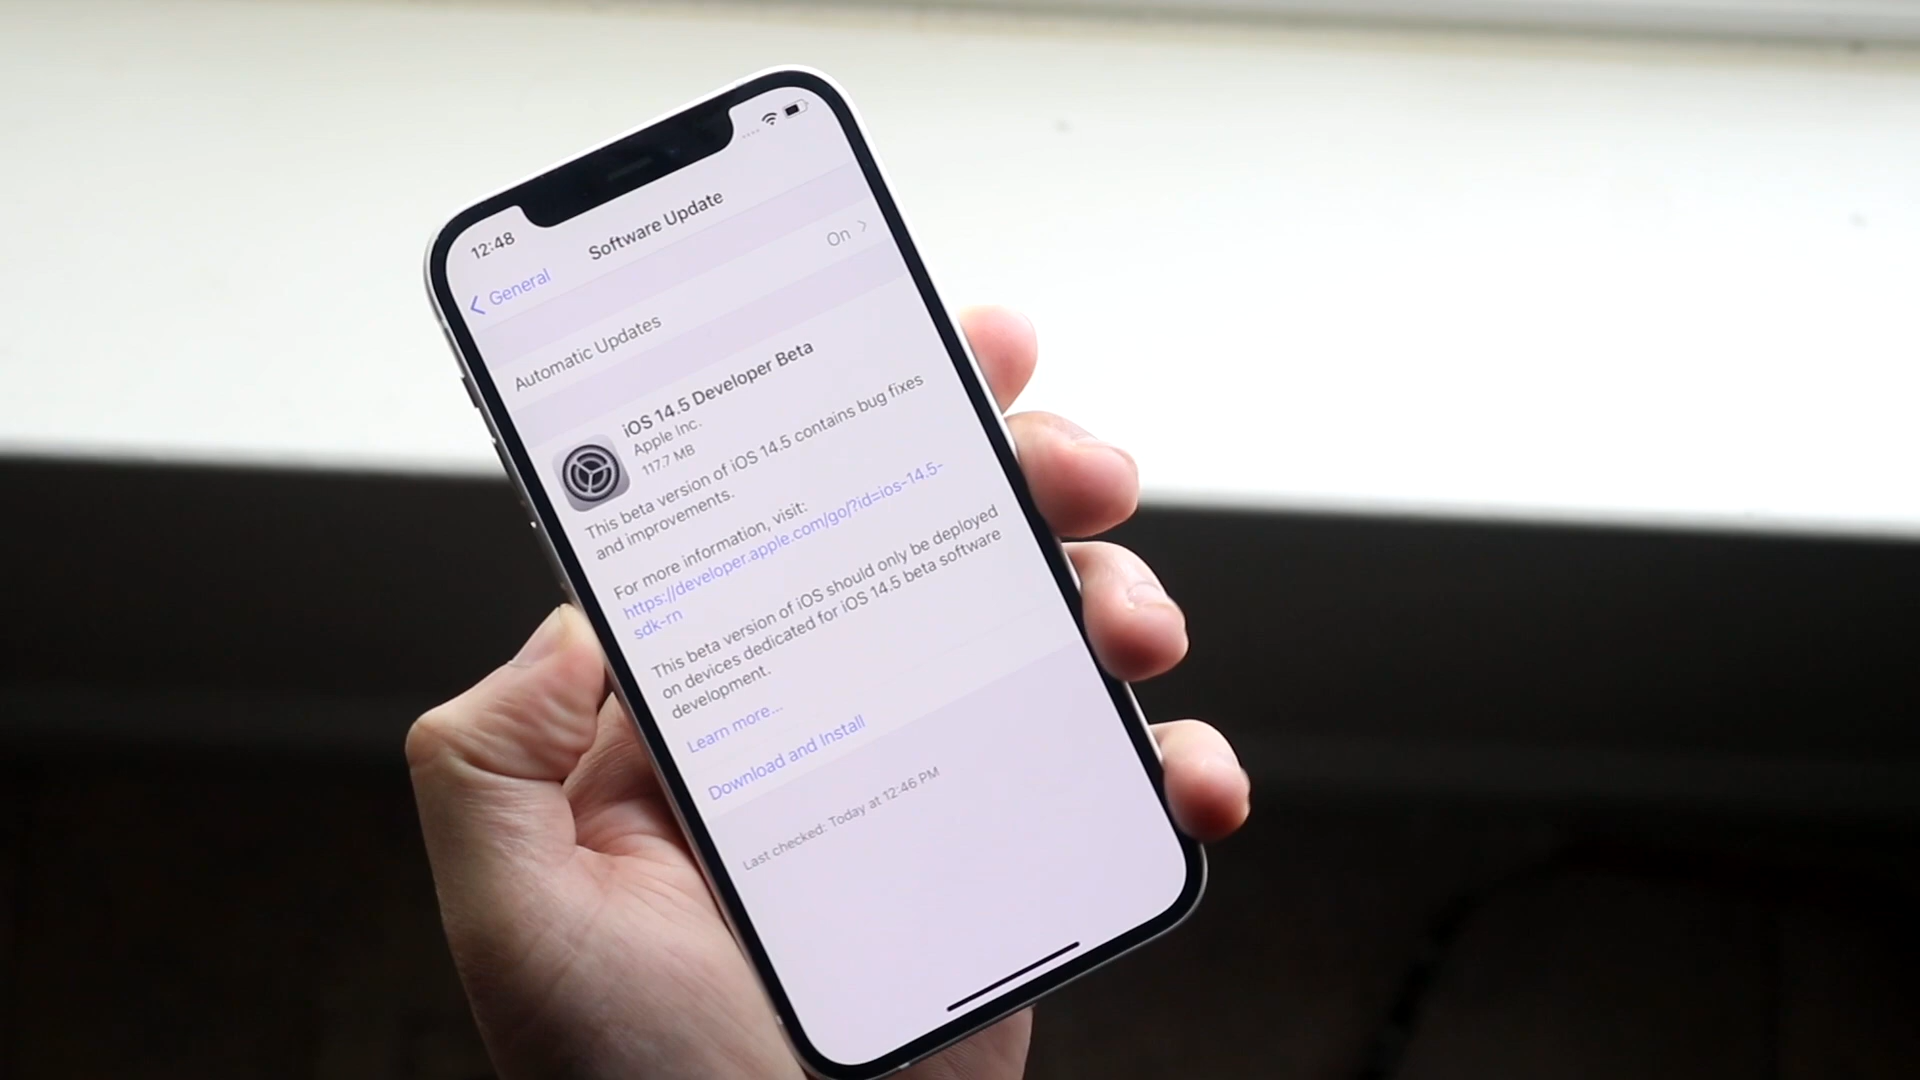 12:48
General
Software Update
Automatic Updates
On
iOS 14.5 Developer Beta
Apple Inc.
117.7 MB
This beta version of iOS 14.5 contains bug fixes
and improvements.
For more information, visit:
https://developer.apple.com/go/?id=ios-14.5-
sdk-rn
This beta version of iOS should only be deployed
on devices dedicated for iOS 14.5 beta software
development.
Learn more...
Download and Install
Last checked: Today at 12:46 PM